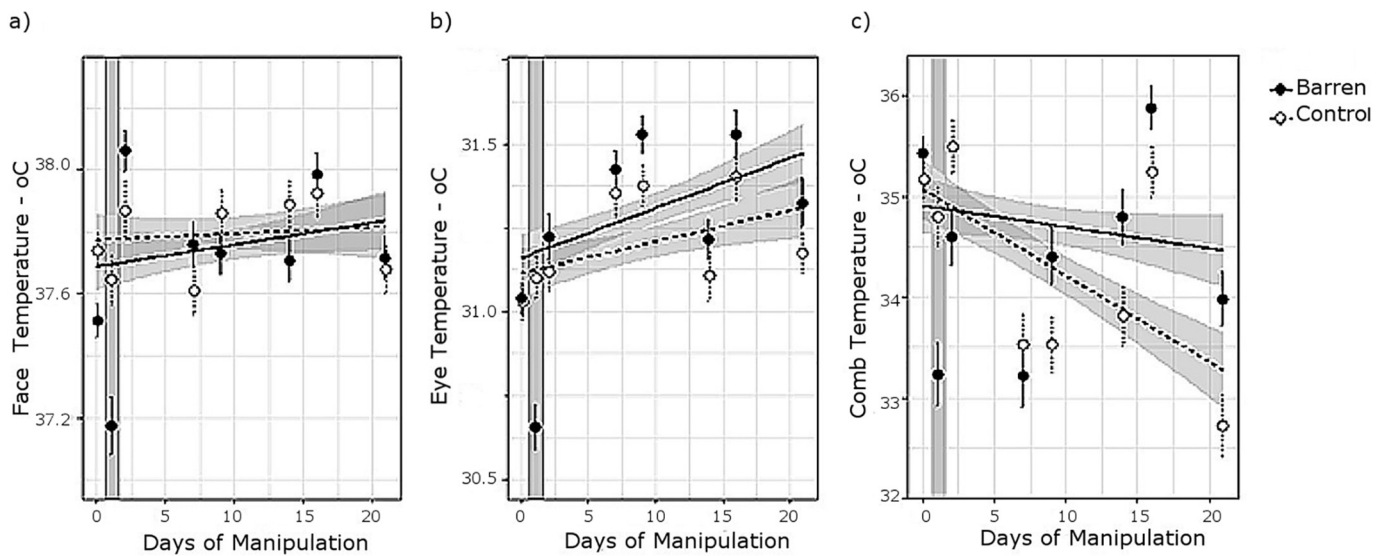 a)
Face Temperature - oC
38.0
37.6
37.2
0 5 10 15 20
Days of Manipulation
b)
Eye Temperature - oC
31.5
31.0
30.5
0 5 10 15 20
Days of Manipulation
c)
Comb Temperature - oC
36
35
34
33
32
0 5 10 15 20
Days of Manipulation
Barren
Control